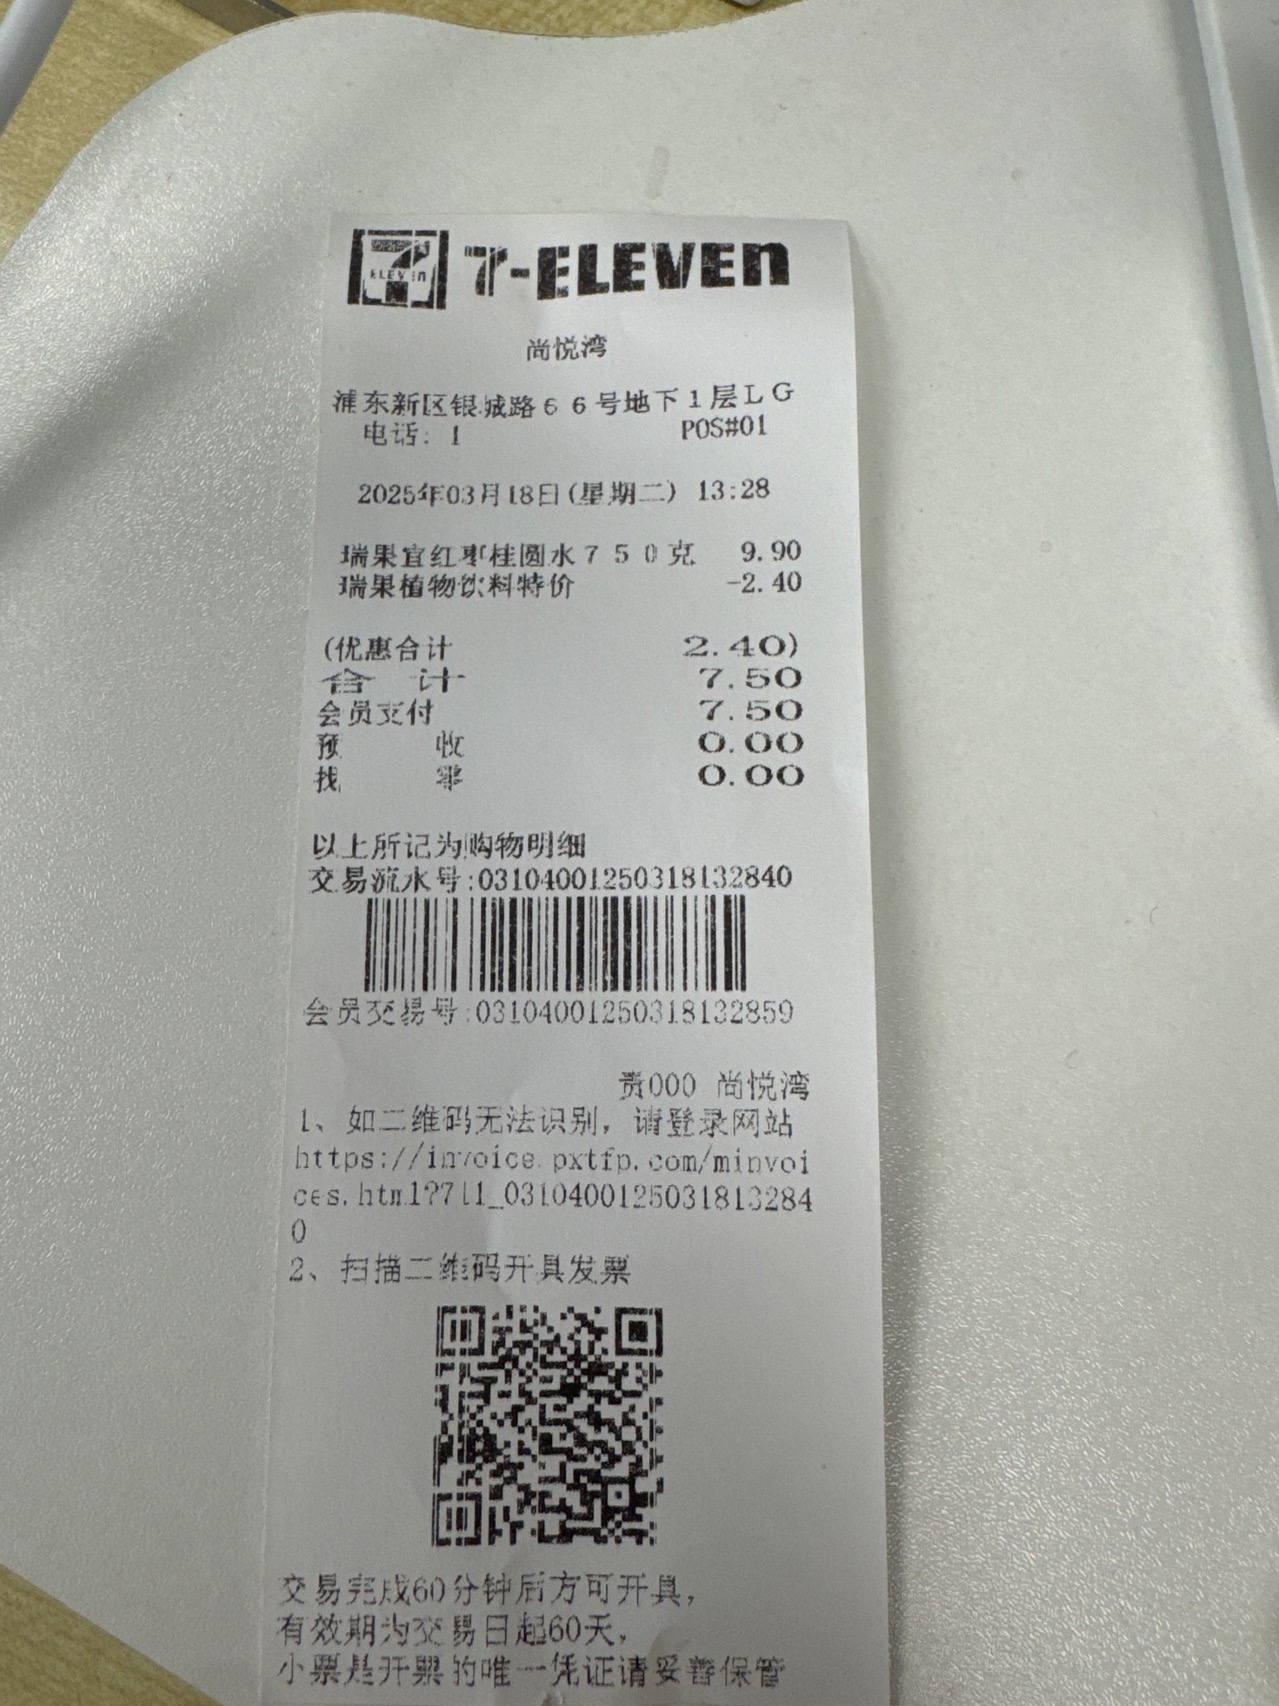 7-ELEVEn 7-ELEVEn
尚悦湾
浦东新区银城路66号地下1层LG
电话: 1 POS#01
2025年03月18日(星期二) 13:28
瑞果宜红枣桂圆水750克 9.90
瑞果植物饮料特价 -2.40
(优惠合计 2.40)
合 计 7.50
会员支付 7.50
预 收 0.00
找 零 0.00
以上所记为购物明细
交易流水号:03104001250318132840
会员交易号:03104001250318132859
责000 尚悦湾
1、如二维码无法识别，请登录网站
https://invoice.pxtfp.com/minvoi
ces.html?711_0310400125031813284
0
2、扫描二维码开具发票
交易完成60分钟后方可开具,
有效期为交易日起60天,
小票是开票的唯一凭证请妥善保管